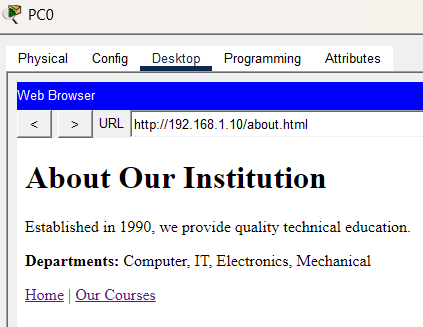 PC0
Physical Config Desktop Programming Attributes
Web Browser
< > URL http://192.168.1.10/about.html
About Our Institution
Established in 1990, we provide quality technical education.
Departments: Computer, IT, Electronics, Mechanical
Home | Our Courses